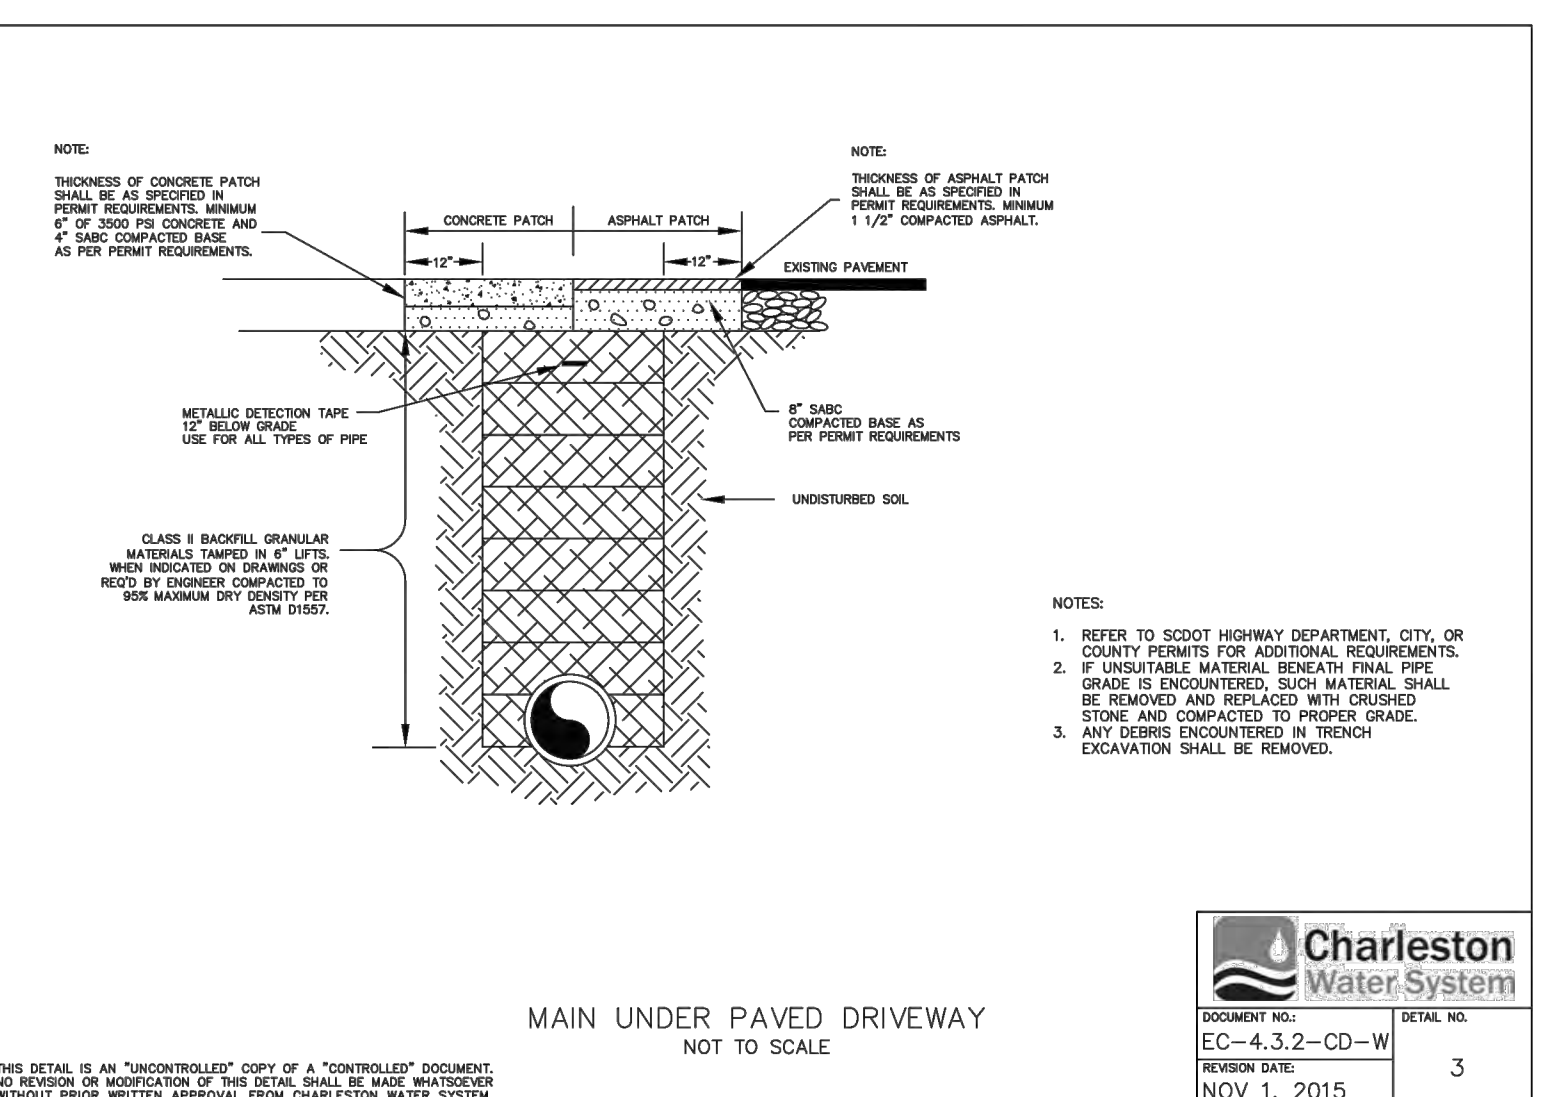 NOTE:
THICKNESS OF CONCRETE PATCH
SHALL BE AS SPECIFIED IN
PERMIT REQUIREMENTS. MINIMUM
6" OF 3500 PSI CONCRETE AND
4" SABC COMPACTED BASE
AS PER PERMIT REQUIREMENTS.
NOTE:
THICKNESS OF ASPHALT PATCH
SHALL BE AS SPECIFIED IN
PERMIT REQUIREMENTS. MINIMUM
1 1/2" COMPACTED ASPHALT.
CONCRETE PATCH
ASPHALT PATCH
12"
12"
EXISTING PAVEMENT
METALLIC DETECTION TAPE
12" BELOW GRADE
USE FOR ALL TYPES OF PIPE
8" SABC
COMPACTED BASE AS
PER PERMIT REQUIREMENTS
UNDISTURBED SOIL
CLASS II BACKFILL GRANULAR
MATERIALS TAMPED IN 6" LIFTS.
WHEN INDICATED ON DRAWINGS OR
REQ'D BY ENGINEER COMPACTED TO
95% MAXIMUM DRY DENSITY PER
ASTM D1557.
NOTES:
1. REFER TO SCDOT HIGHWAY DEPARTMENT, CITY, OR
COUNTY PERMITS FOR ADDITIONAL REQUIREMENTS.
2. IF UNSUITABLE MATERIAL BENEATH FINAL PIPE
GRADE IS ENCOUNTERED, SUCH MATERIAL SHALL
BE REMOVED AND REPLACED WITH CRUSHED
STONE AND COMPACTED TO PROPER GRADE.
3. ANY DEBRIS ENCOUNTERED IN TRENCH
EXCAVATION SHALL BE REMOVED.
MAIN UNDER PAVED DRIVEWAY
NOT TO SCALE
THIS DETAIL IS AN "UNCONTROLLED" COPY OF A "CONTROLLED" DOCUMENT.
NO REVISION OR MODIFICATION OF THIS DETAIL SHALL BE MADE WHATSOEVER
WITHOUT PRIOR WRITTEN APPROVAL FROM CHARLESTON WATER SYSTEM.
Charleston
Water System
DOCUMENT NO.:
EC-4.3.2-CD-W
DETAIL NO.
3
REVISION DATE:
NOV 1, 2015